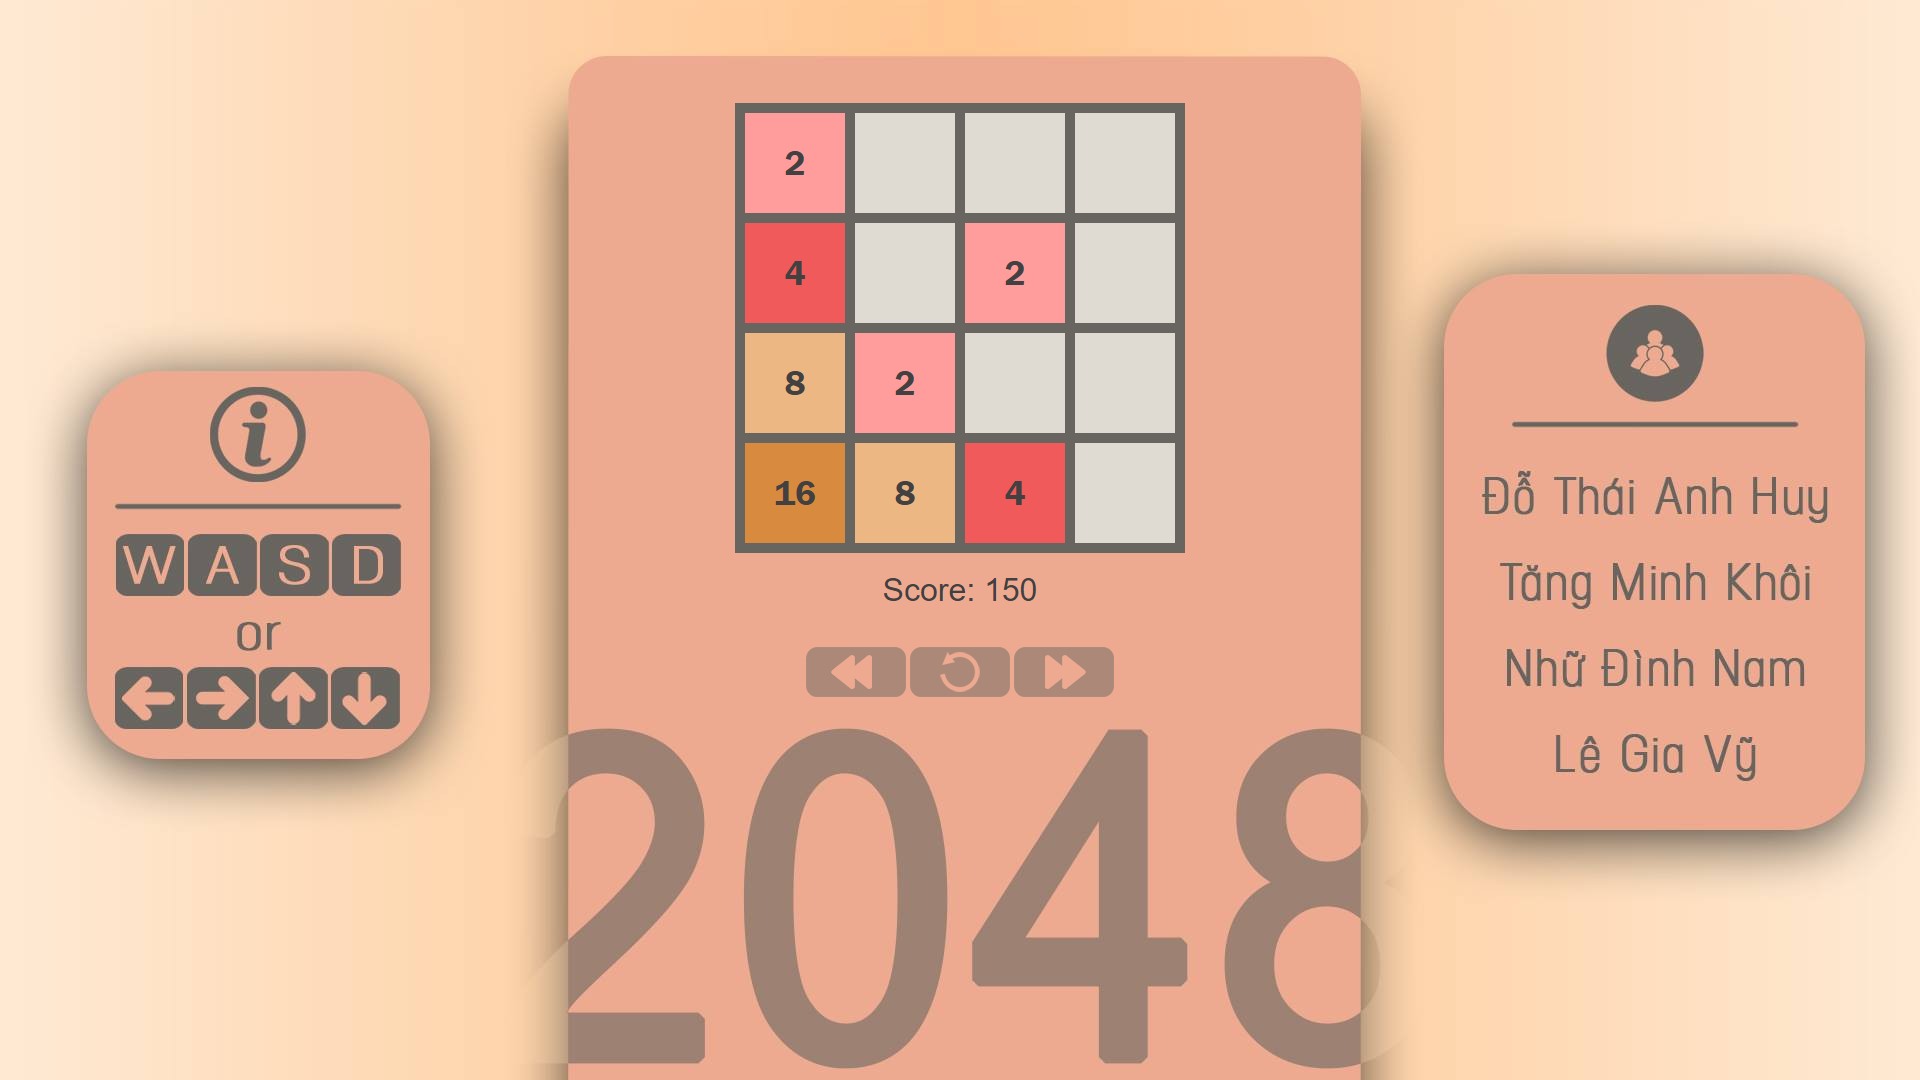 2
4 2
8 2
16 8 4
Score: 150
2048
i
W A S D
or
Đỗ Thái Anh Huy
Tăng Minh Khôi
Nhữ Đình Nam
Lê Gia Vỹ